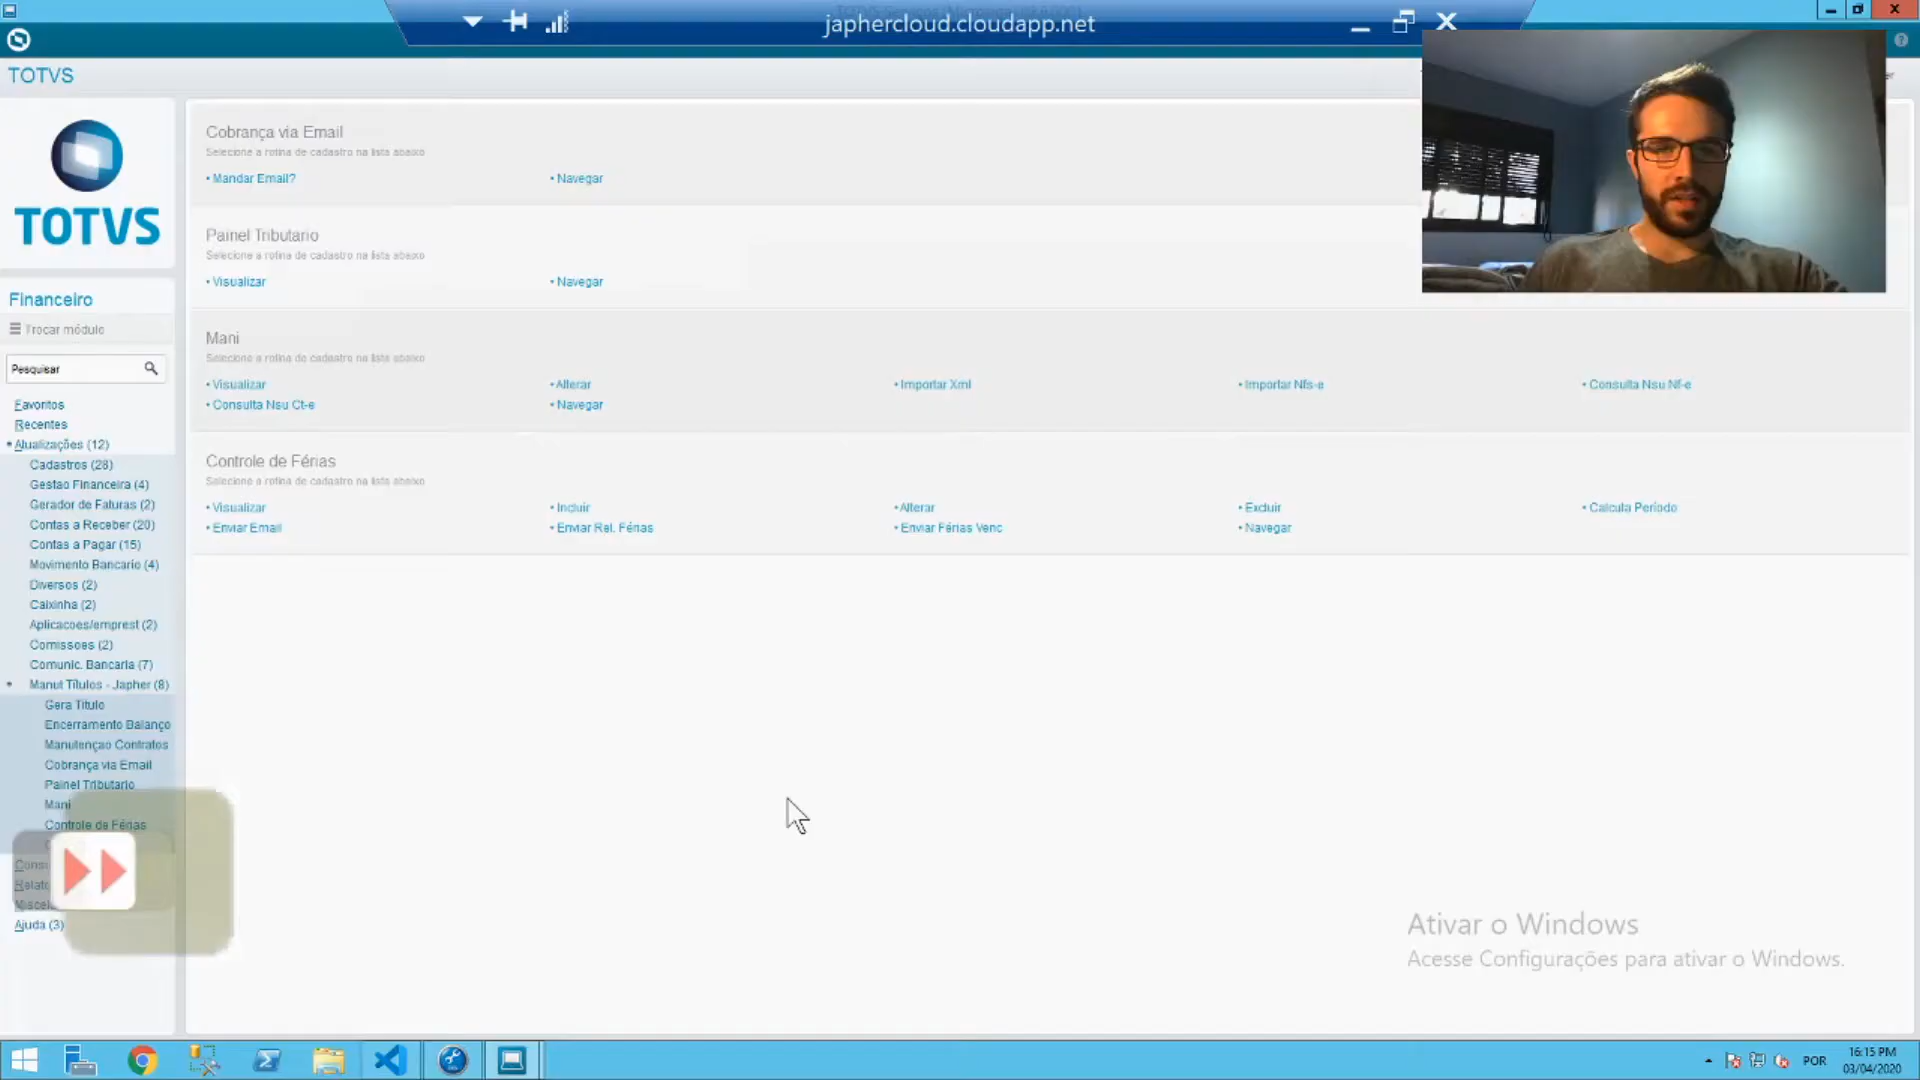 japhercloud.cloudapp.net
TOTVS
TOTVS
Financeiro
Trocar módulo
Pesquisar
Favoritos
Recentes
Atualizações (12)
Cadastros (28)
Gestao Financeira (4)
Gerador de Faturas (2)
Contas a Receber (20)
Contas a Pagar (15)
Movimento Bancario (4)
Diversos (2)
Caixinha (2)
Aplicacoes/emprest (2)
Comissoes (2)
Comunic. Bancaria (7)
Manut Títulos - Japher (8)
Gera Titulo
Encerramento Balanço
Manutençao Contratos
Cobrança via Email
Painel Tributario
Mani
Controle de Férias
Ajuda (3)
Cobrança via Email
Selecione a rotina de cadastro na lista abaixo
Mandar Email?
Navegar
Painel Tributario
Selecione a rotina de cadastro na lista abaixo
Visualizar
Navegar
Mani
Selecione a rotina de cadastro na lista abaixo
Visualizar
Alterar
Importar Xml
Importar Nfs-e
Consulta Nsu Nf-e
Consulta Nsu Ct-e
Navegar
Controle de Férias
Selecione a rotina de cadastro na lista abaixo
Visualizar
Incluir
Alterar
Excluir
Calcula Período
Enviar Email
Enviar Rel. Férias
Enviar Férias Venc
Navegar
Ativar o Windows
Acesse Configurações para ativar o Windows.
POR
16:15 PM
03/04/2020